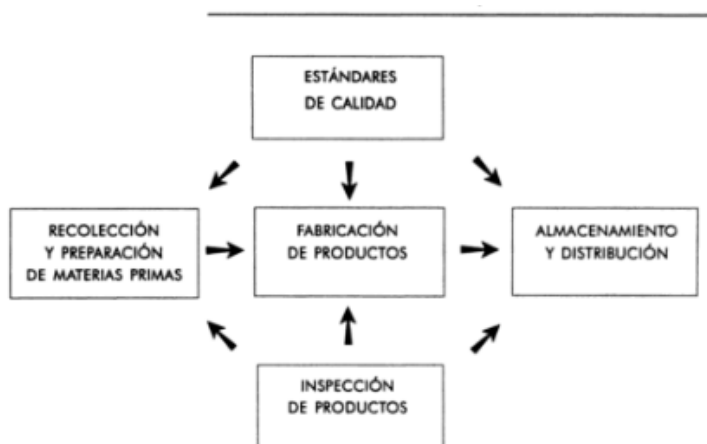 ESTÁNDARES
DE CALIDAD
RECOLECCIÓN
Y PREPARACIÓN
DE MATERIAS PRIMAS
FABRICACIÓN
DE PRODUCTOS
ALMACENAMIENTO
Y DISTRIBUCIÓN
INSPECCIÓN
DE PRODUCTOS